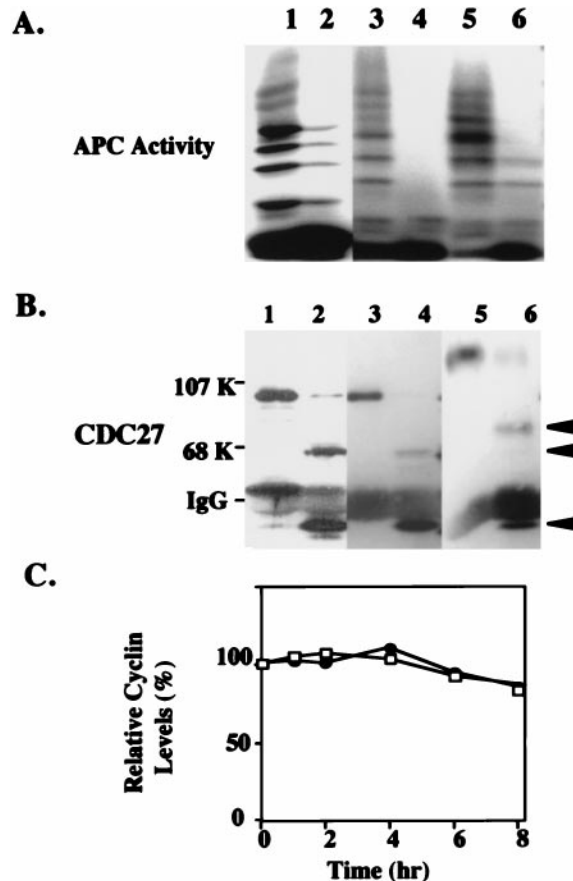 A.
1 2 3 4 5 6
APC Activity
B.
1 2 3 4 5 6
107 K
CDC27
68 K
IgG
C.
Relative Cyclin
Levels (%)
100
50
0
0 2 4 6 8
Time (hr)